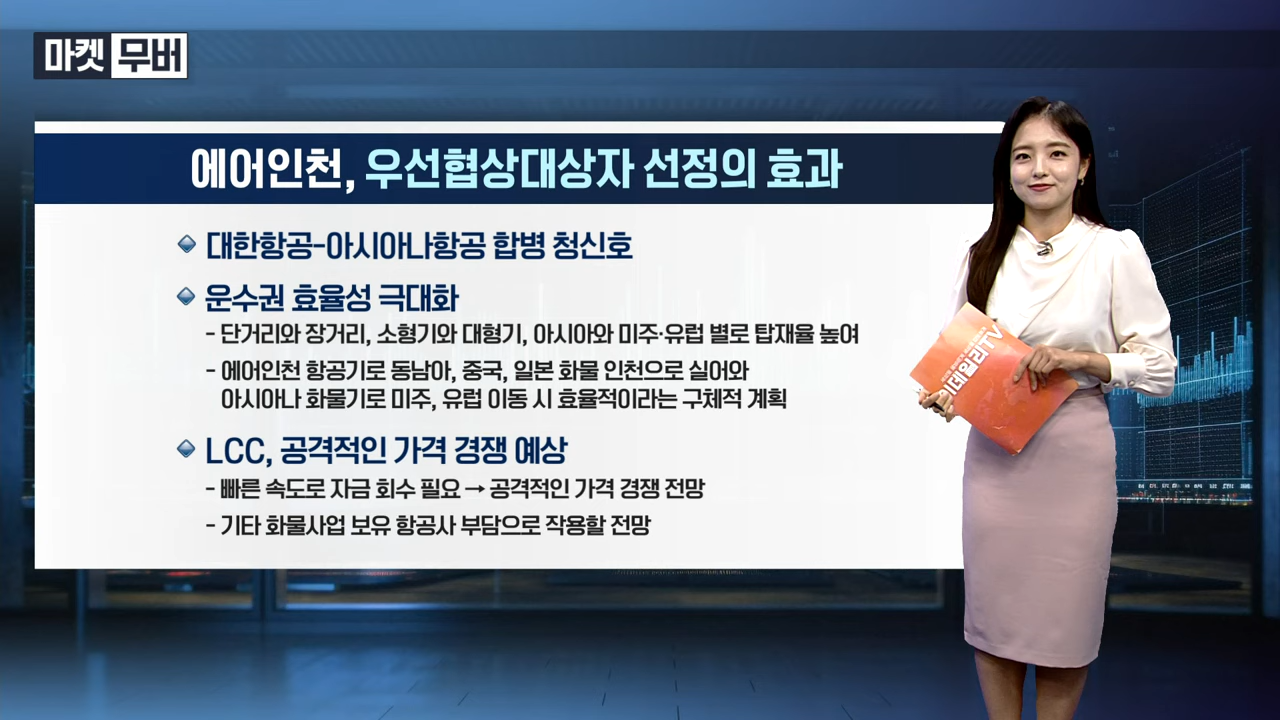 마켓무버
에어인천, 우선협상대상자 선정의 효과
대한항공-아시아나항공 합병 청신호
운수권 효율성 극대화
- 단거리와 장거리, 소형기와 대형기, 아시아와 미주·유럽 별로 탑재율 높여
- 에어인천 항공기로 동남아, 중국, 일본 화물 인천으로 실어와
아시아나 화물기로 미주, 유럽 이동 시 효율적이라는 구체적 계획
LCC, 공격적인 가격 경쟁 예상
- 빠른 속도로 자금 회수 필요 → 공격적인 가격 경쟁 전망
- 기타 화물사업 보유 항공사 부담으로 작용할 전망
이데일리TV